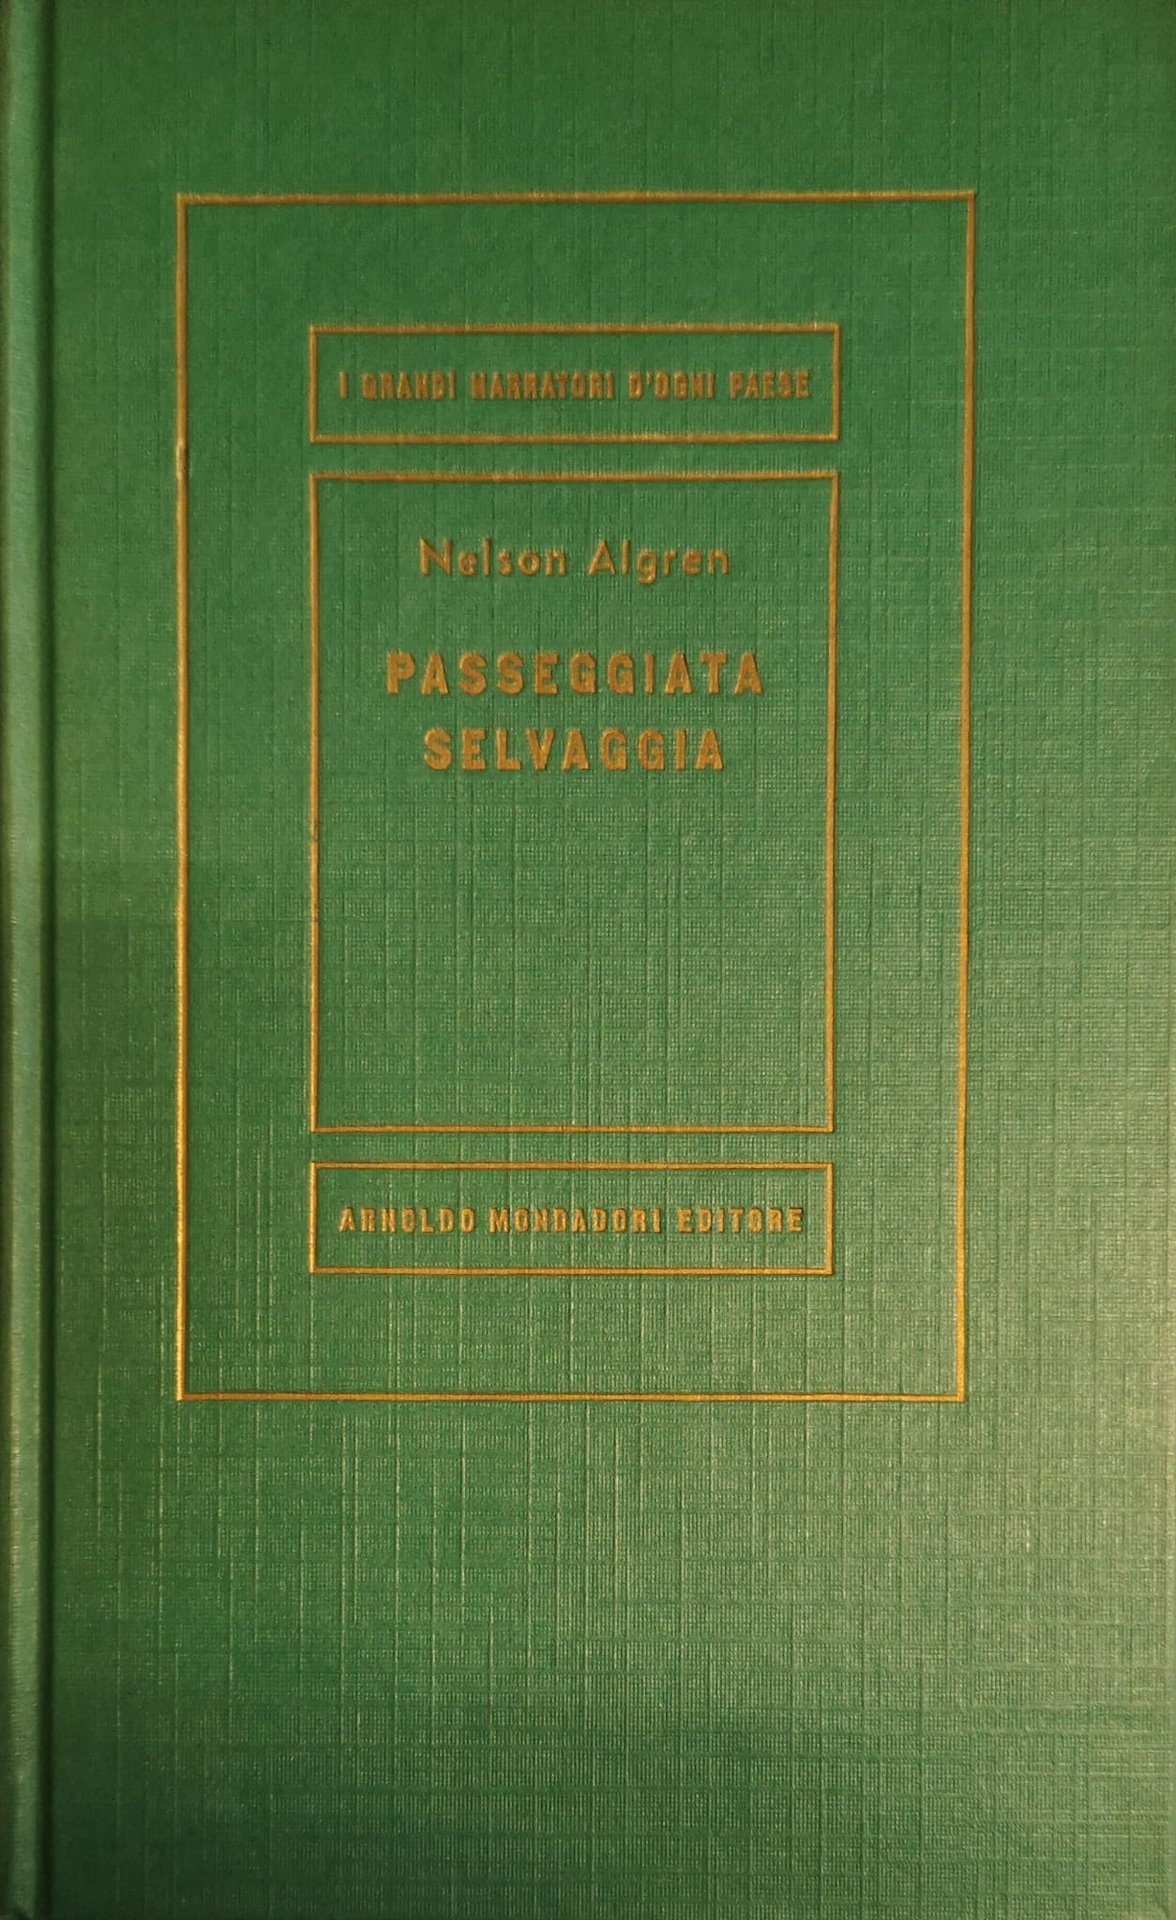 I GRANDI NARRATORI D'OGNI PAESE
Nelson Algren
PASSEGGIATA
SELVAGGIA
ARNOLDO MONDADORI EDITORE